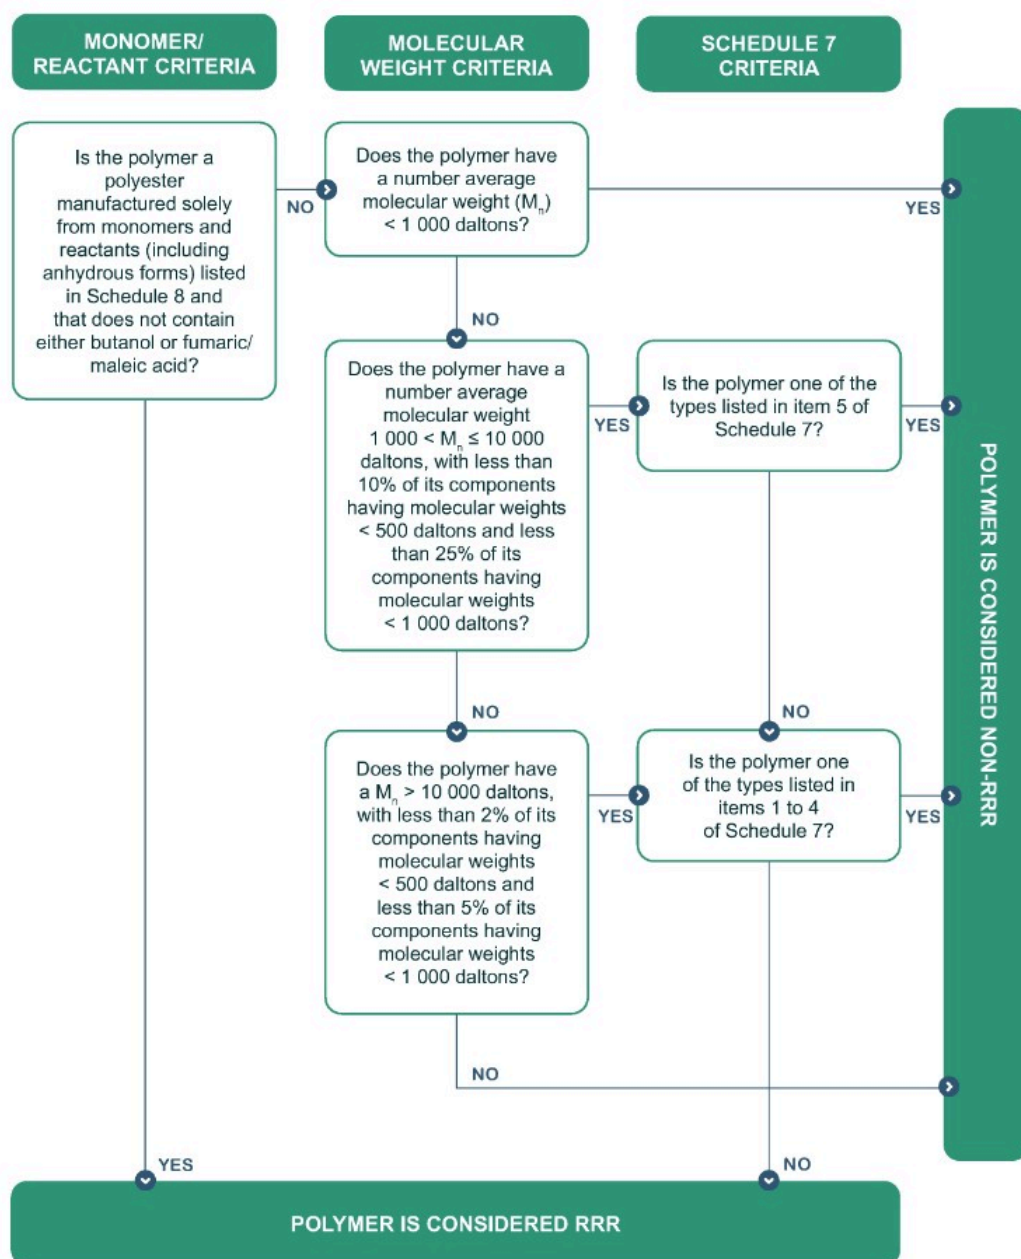 MONOMER/
REACTANT CRITERIA
MOLECULAR
WEIGHT CRITERIA
SCHEDULE 7
CRITERIA
Is the polymer a
polyester
manufactured solely
from monomers and
reactants (including
anhydrous forms) listed
in Schedule 8 and
that does not contain
either butanol or fumaric/
maleic acid?
NO
Does the polymer have
a number average
molecular weight (Mₙ)
< 1 000 daltons?
YES
NO
Does the polymer have a
number average
molecular weight
1 000 < Mₙ ≤ 10 000
daltons, with less than
10% of its components
having molecular weights
< 500 daltons and less
than 25% of its
components having
molecular weights
< 1 000 daltons?
YES
Is the polymer one of the
types listed in item 5 of
Schedule 7?
YES
NO
NO
Does the polymer have
a Mₙ > 10 000 daltons,
with less than 2% of its
components having
molecular weights
< 500 daltons and
less than 5% of its
components having
molecular weights
< 1 000 daltons?
YES
Is the polymer one
of the types listed in
items 1 to 4
of Schedule 7?
YES
NO
YES
NO
POLYMER IS CONSIDERED NON-RRR
POLYMER IS CONSIDERED RRR